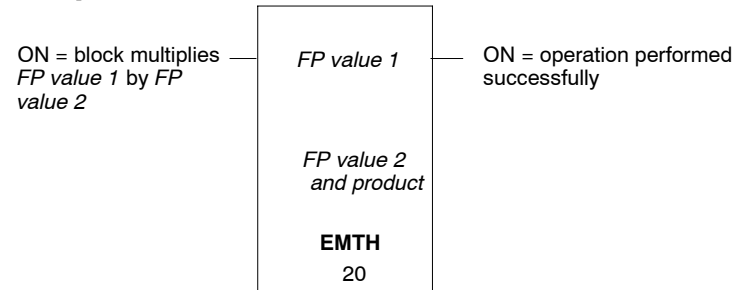 ON = block multiplies
FP value 1 by FP
value 2
FP value 1
ON = operation performed
successfully
FP value 2
and product
EMTH
20